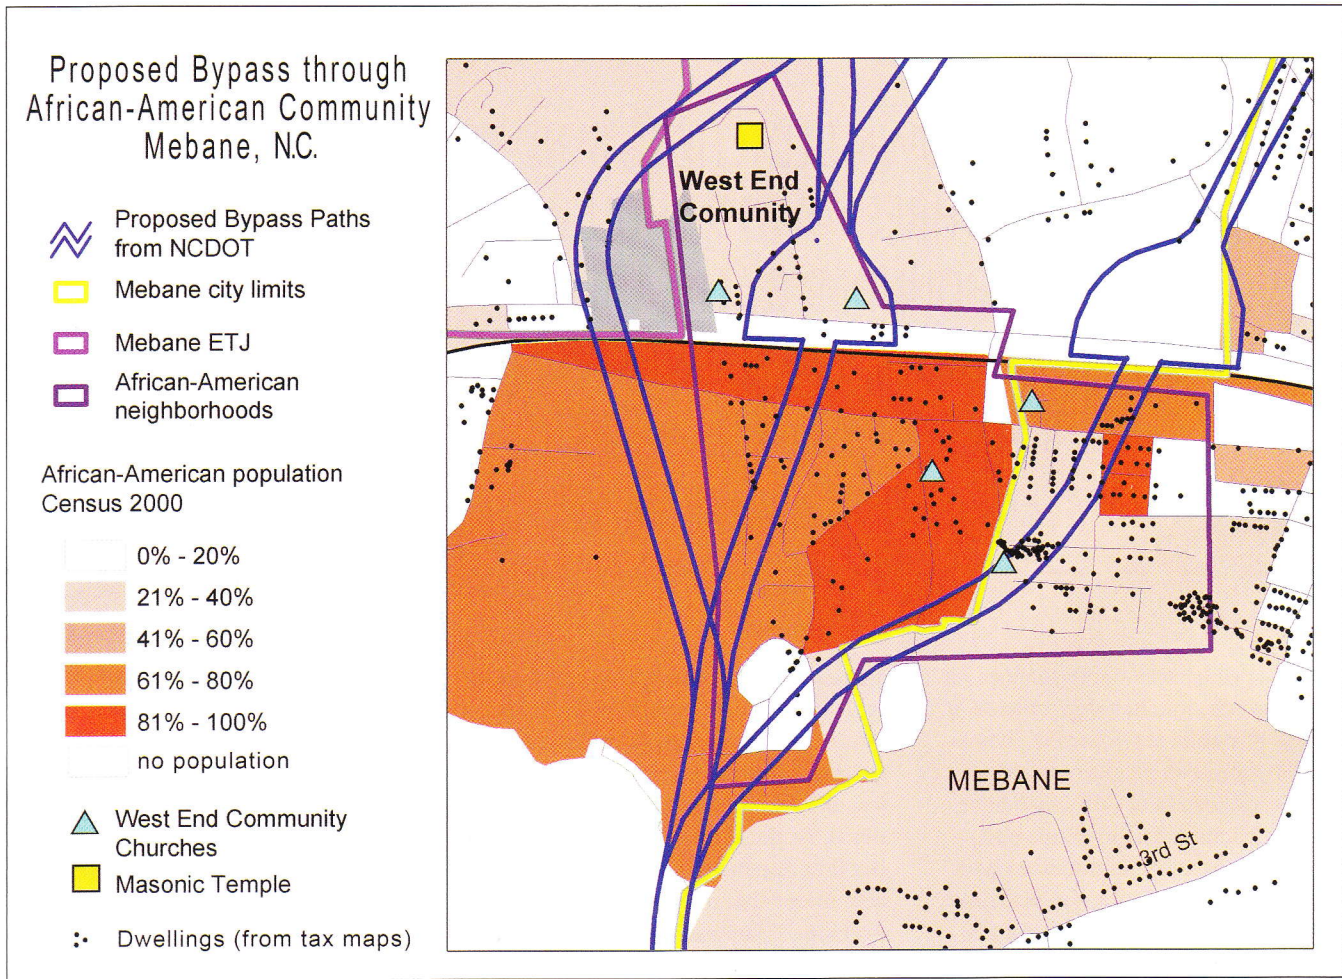 Proposed Bypass through
African-American Community
Mebane, N.C.
Proposed Bypass Paths
from NCDOT
Mebane city limits
Mebane ETJ
African-American
neighborhoods
African-American population
Census 2000
0% - 20%
21% - 40%
41% - 60%
61% - 80%
81% - 100%
no population
West End Community
Churches
Masonic Temple
Dwellings (from tax maps)
West End
Comunity
MEBANE
3rd St